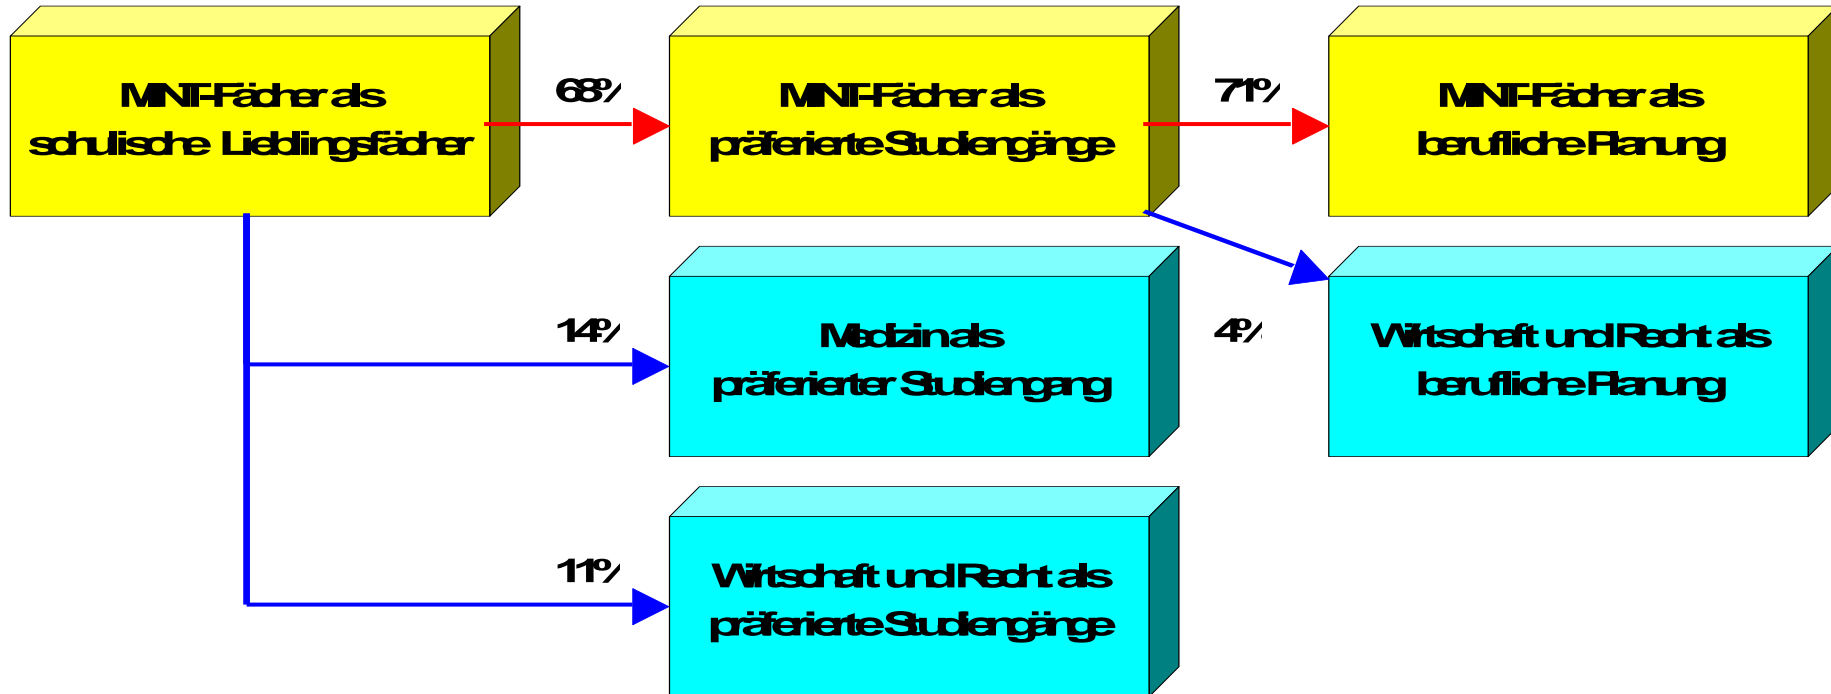 MINT-Fächer als
schulische Lieblingsfächer
68%
MINT-Fächer als
präferierte Studiengänge
71%
MINT-Fächer als
berufliche Planung
14%
Medizin als
präferierter Studiengang
4%
Wirtschaft und Recht als
berufliche Planung
11%
Wirtschaft und Recht als
präferierte Studiengänge